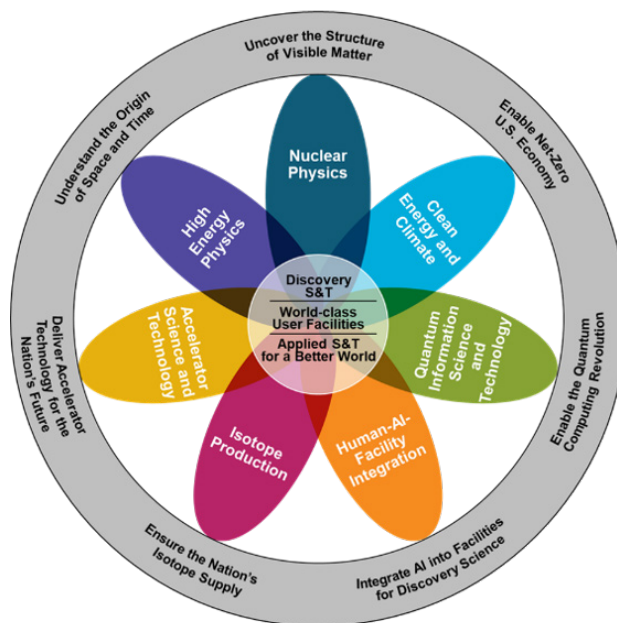 Uncover the Structure
of Visible Matter
Enable Net-Zero
U.S. Economy
Enable the Quantum
Computing Revolution
Integrate AI into Facilities
for Discovery Science
Ensure the Nation's
Isotope Supply
Deliver Accelerator
Technology for the
Nation's Future
Understand the Origin
of Space and Time
Nuclear
Physics
Clean
Energy and
Climate
Quantum
Information
Science
and
Technology
Human-AI-
Facility
Integration
Isotope
Production
Accelerator
Science and
Technology
High
Energy
Physics
Discovery
S&T
World-class
User Facilities
Applied S&T
for a Better World